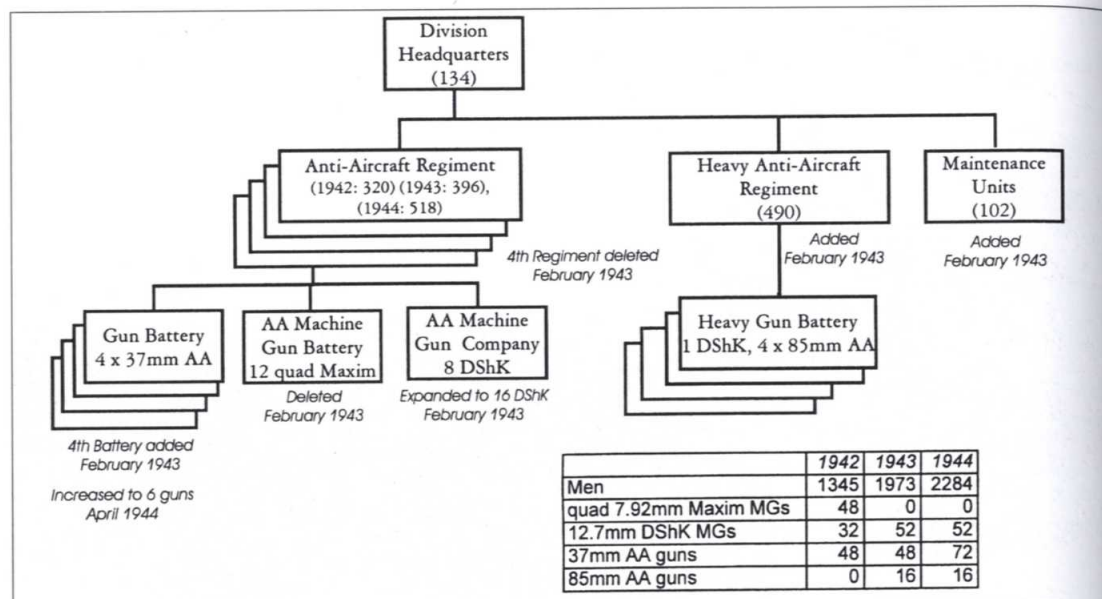 Division
Headquarters
(134)
Anti-Aircraft Regiment
(1942: 320) (1943: 396),
(1944: 518)
4th Regiment deleted
February 1943
Heavy Anti-Aircraft
Regiment
(490)
Added
February 1943
Maintenance
Units
(102)
Added
February 1943
Gun Battery
4 x 37mm AA
4th Battery added
February 1943
Increased to 6 guns
April 1944
AA Machine
Gun Battery
12 quad Maxim
Deleted
February 1943
AA Machine
Gun Company
8 DShK
Expanded to 16 DShK
February 1943
Heavy Gun Battery
1 DShK, 4 x 85mm AA
1942 1943 1944
Men 1345 1973 2284
quad 7.92mm Maxim MGs 48 0 0
12.7mm DShK MGs 32 52 52
37mm AA guns 48 48 72
85mm AA guns 0 16 16